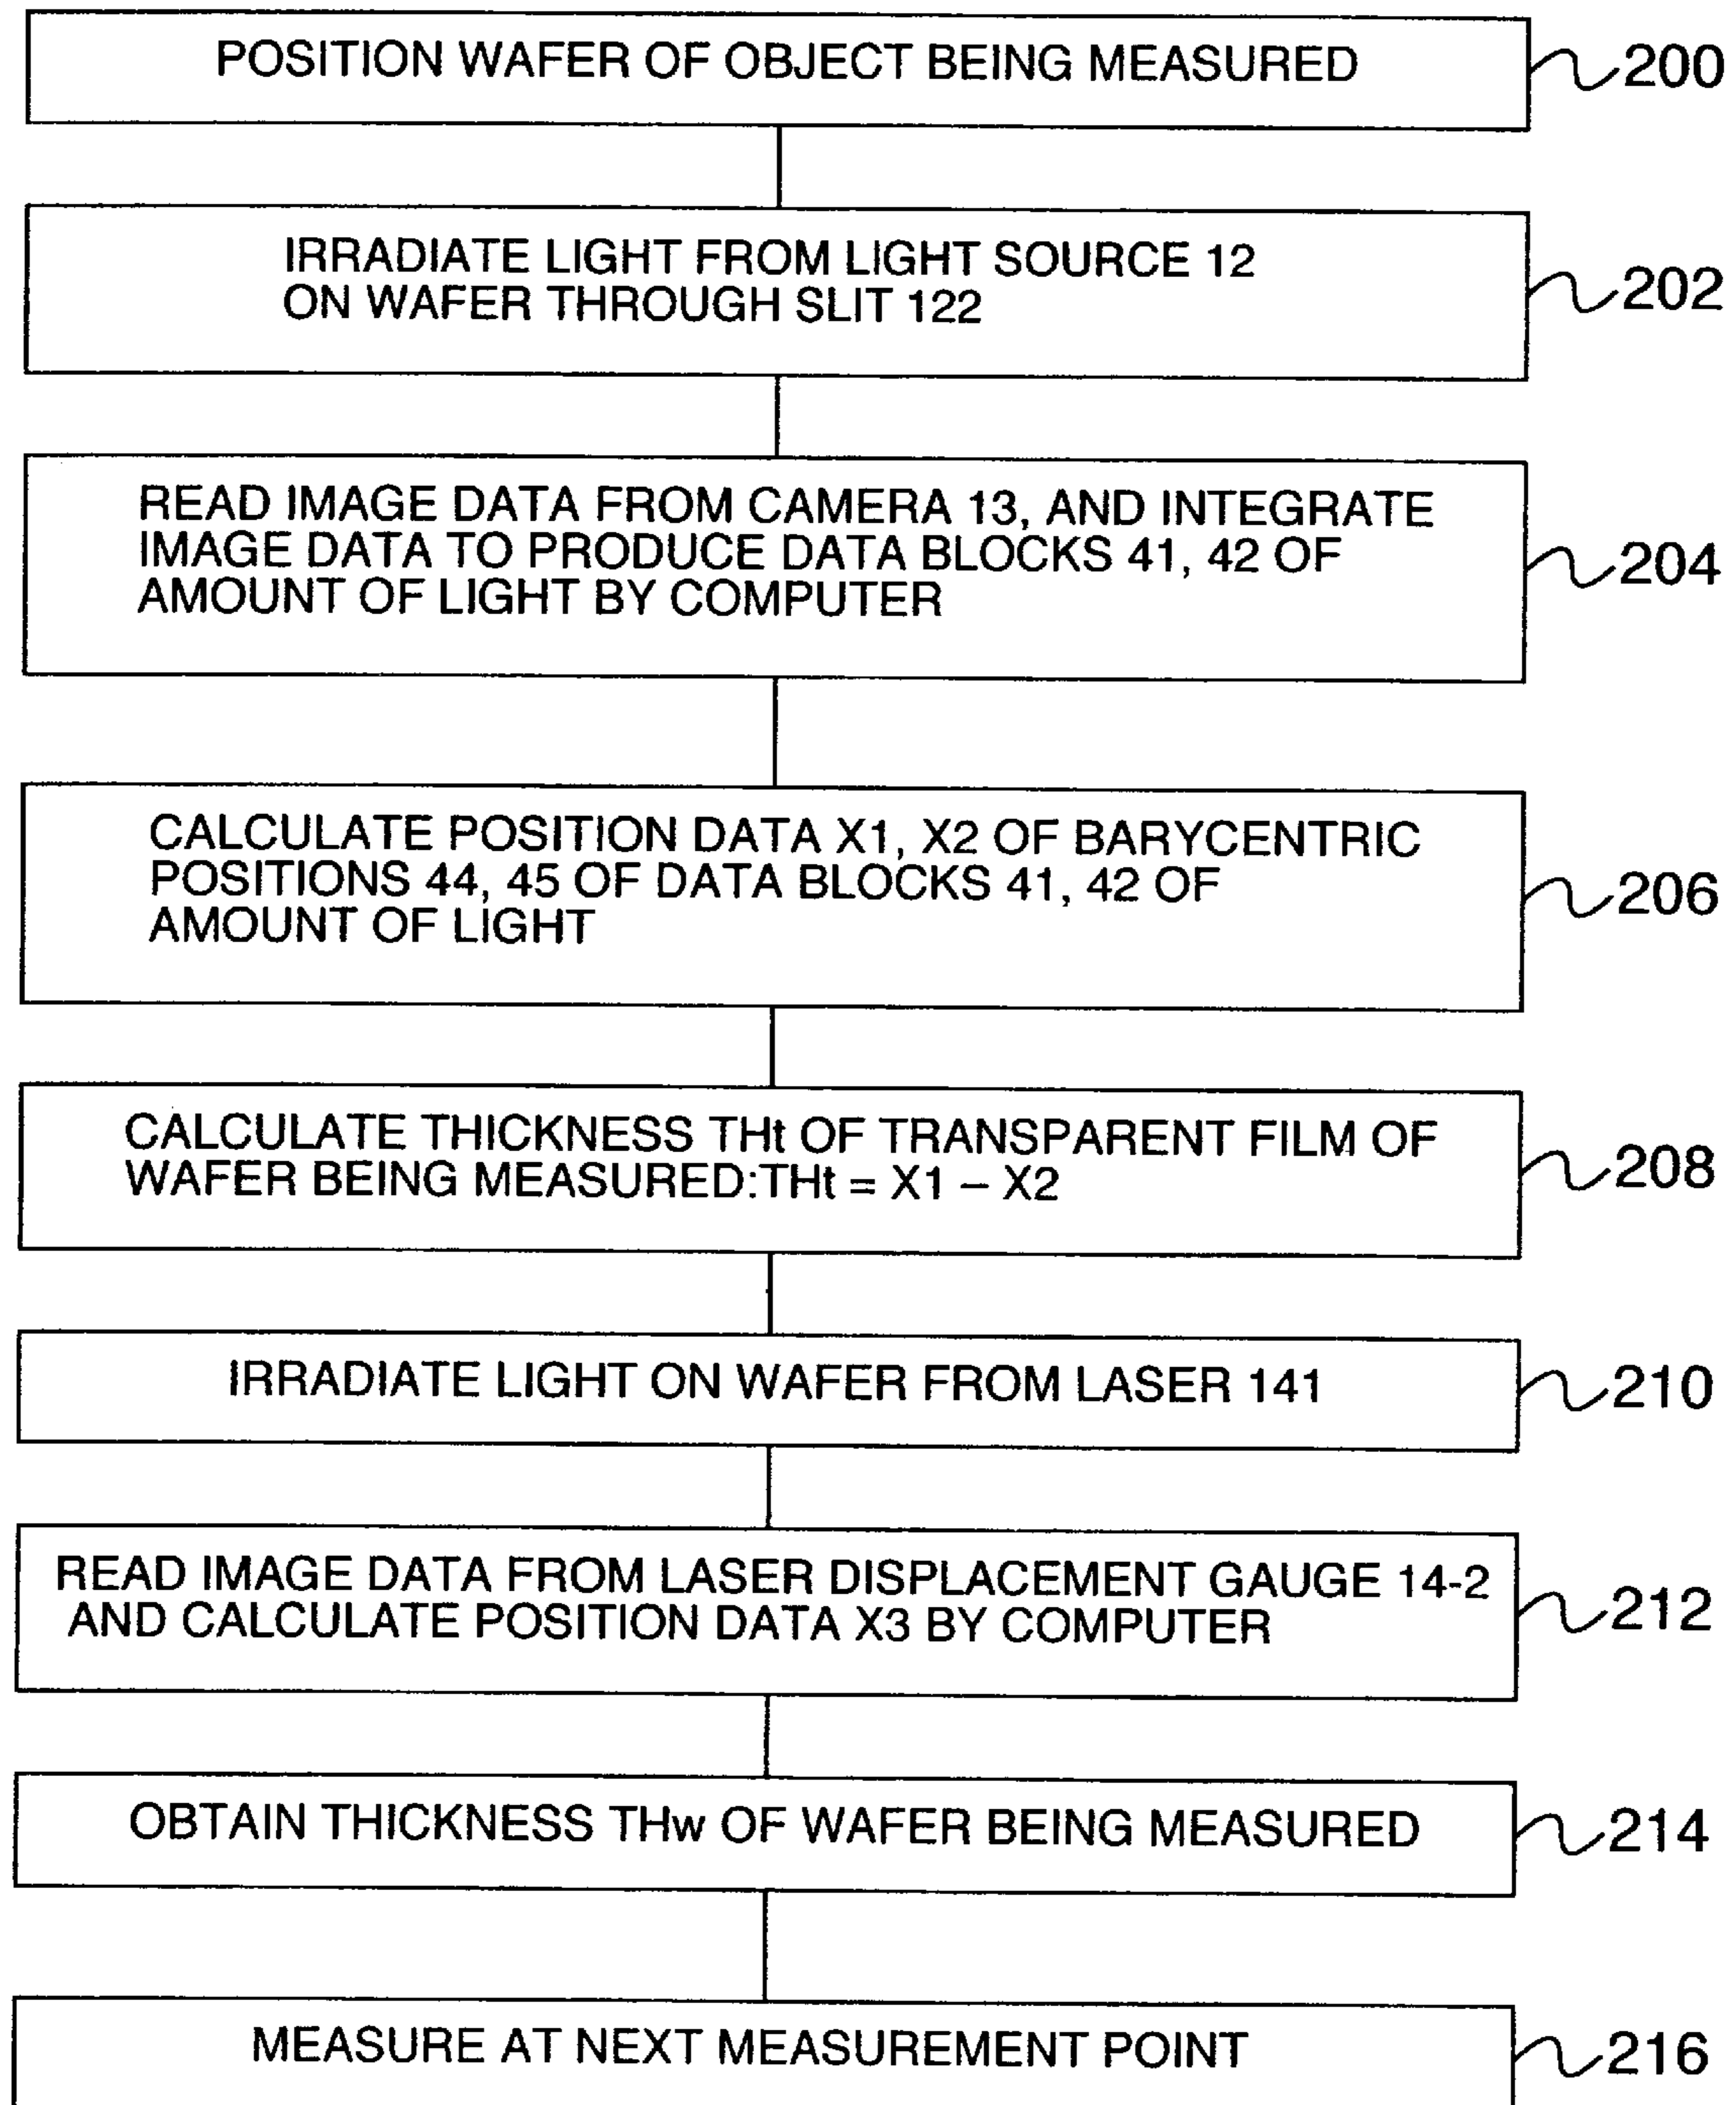 POSITION WAFER OF OBJECT BEING MEASURED
200
IRRADIATE LIGHT FROM LIGHT SOURCE 12
ON WAFER THROUGH SLIT 122
202
READ IMAGE DATA FROM CAMERA 13, AND INTEGRATE
IMAGE DATA TO PRODUCE DATA BLOCKS 41, 42 OF
AMOUNT OF LIGHT BY COMPUTER
204
CALCULATE POSITION DATA X1, X2 OF BARYCENTRIC
POSITIONS 44, 45 OF DATA BLOCKS 41, 42 OF
AMOUNT OF LIGHT
206
CALCULATE THICKNESS THt OF TRANSPARENT FILM OF
WAFER BEING MEASURED:THt = X1 – X2
208
IRRADIATE LIGHT ON WAFER FROM LASER 141
210
READ IMAGE DATA FROM LASER DISPLACEMENT GAUGE 14-2
AND CALCULATE POSITION DATA X3 BY COMPUTER
212
OBTAIN THICKNESS THw OF WAFER BEING MEASURED
214
MEASURE AT NEXT MEASUREMENT POINT
216